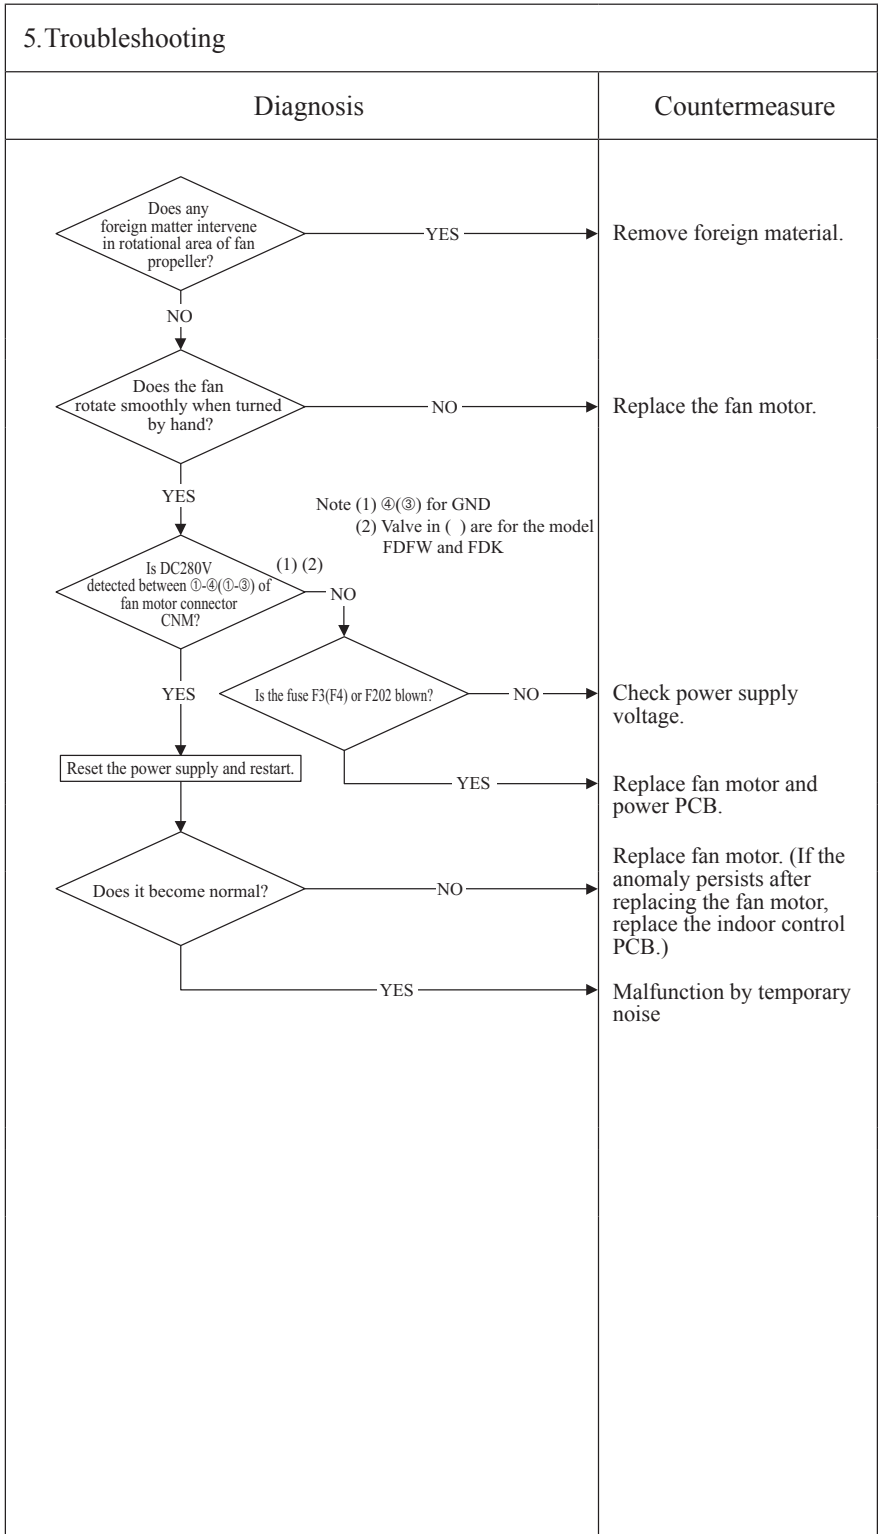 5.Troubleshooting
Diagnosis
Countermeasure
Does any
foreign matter intervene
in rotational area of fan
propeller?
YES
Remove foreign material.
NO
Does the fan
rotate smoothly when turned
by hand?
NO
Replace the fan motor.
YES
Note (1) ④(③) for GND
(2) Valve in ( ) are for the model
FDFW and FDK
Is DC280V
detected between ①-④(①-③) of
fan motor connector
CNM?
(1) (2)
NO
YES
Is the fuse F3(F4) or F202 blown?
NO
Check power supply
voltage.
Reset the power supply and restart.
YES
Replace fan motor and
power PCB.
Does it become normal?
NO
Replace fan motor. (If the
anomaly persists after
replacing the fan motor,
replace the indoor control
PCB.)
YES
Malfunction by temporary
noise